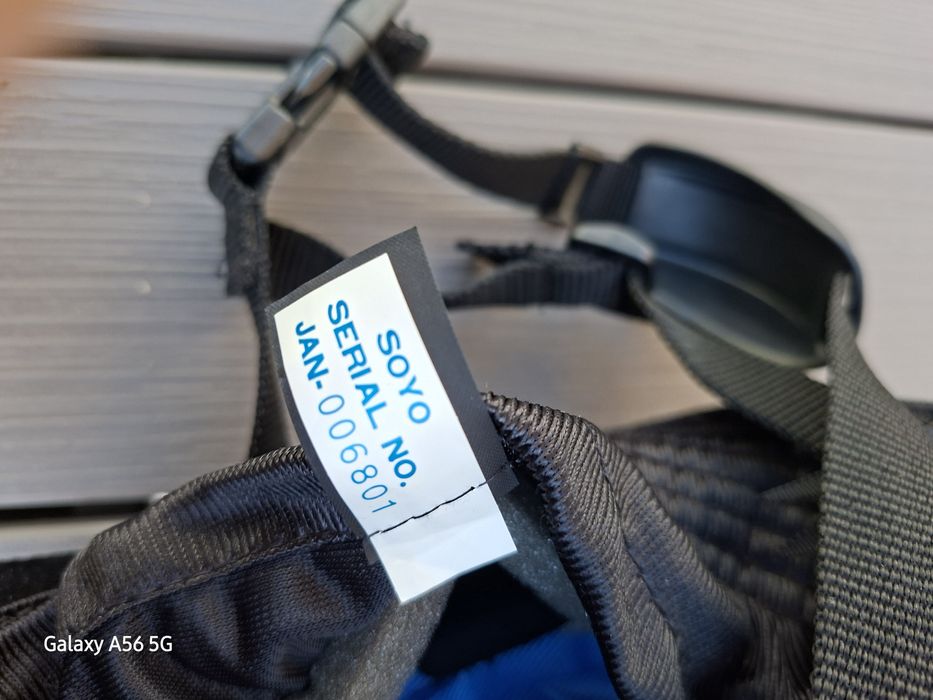 SOYO
SERIAL NO.
JAN-006801
Galaxy A56 5G